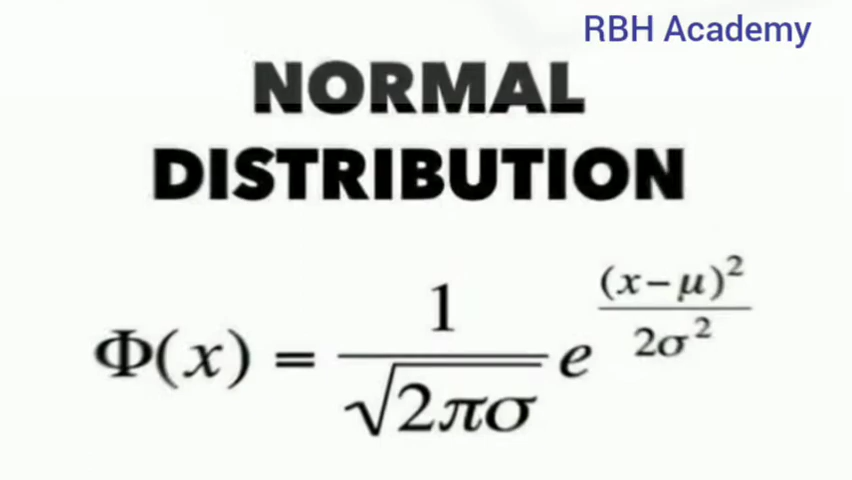 RBH Academy
NORMAL
DISTRIBUTION
Φ(x) = 1/√2πσ e^((x−μ)²/2σ²)